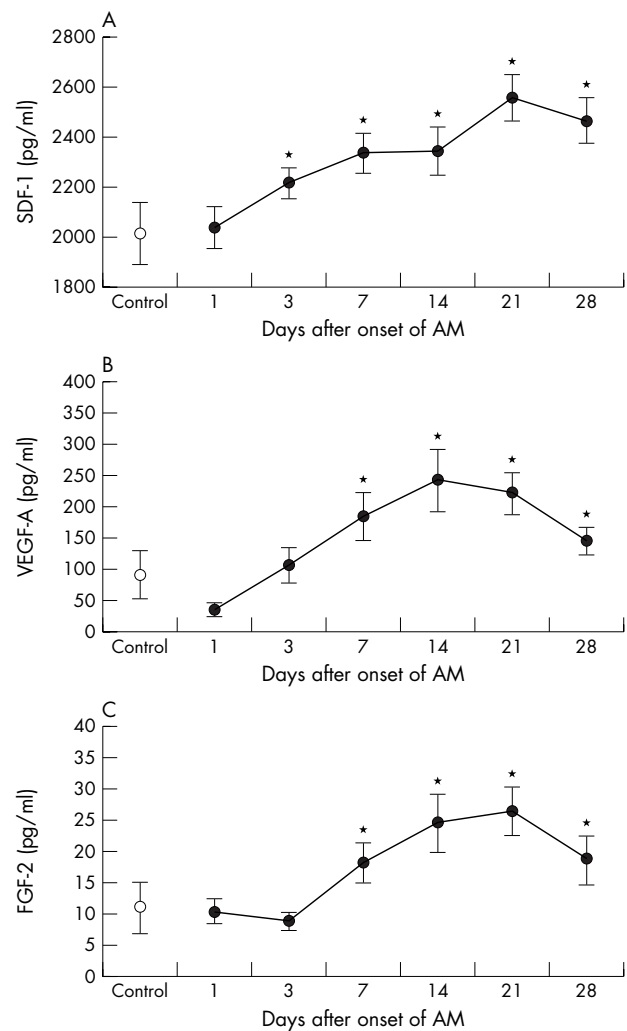 A
2800
2600
2400
2200
2000
1800
SDF-1 (pg/ml)
Control 1 3 7 14 21 28
Days after onset of AM
B
400
350
300
250
200
150
100
50
0
VEGF-A (pg/ml)
Control 1 3 7 14 21 28
Days after onset of AM
C
40
35
30
25
20
15
10
5
0
FGF-2 (pg/ml)
Control 1 3 7 14 21 28
Days after onset of AM